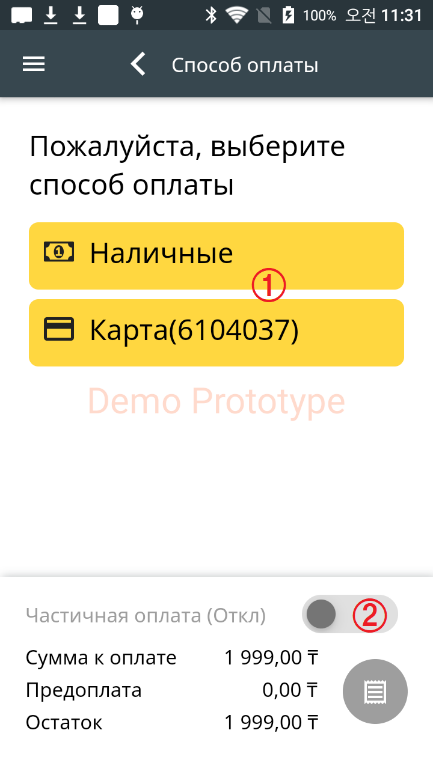 100% 오전 11:31
Способ оплаты
Пожалуйста, выберите
способ оплаты
Наличные
①
Карта(6104037)
Demo Prototype
Частичная оплата (Откл) ②
Сумма к оплате 1 999,00 ₸
Предоплата 0,00 ₸
Остаток 1 999,00 ₸